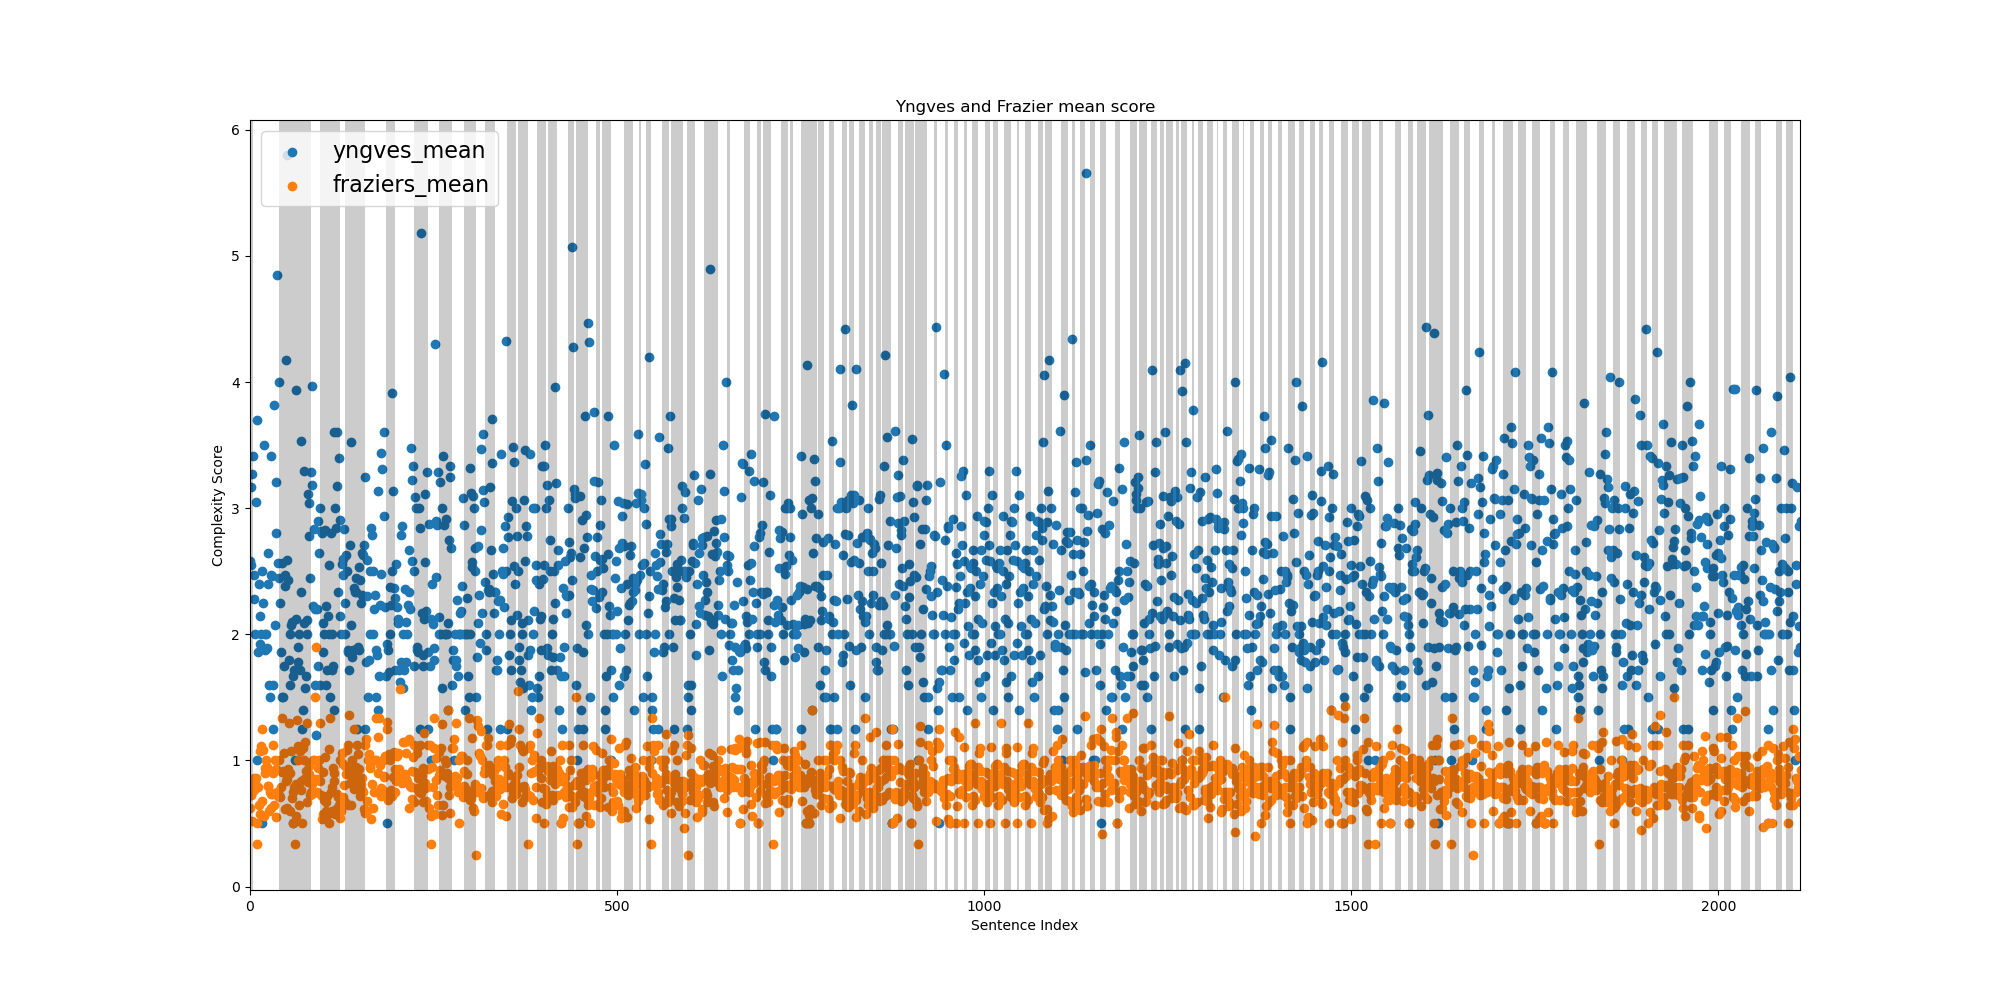 Yngves and Frazier mean score
yngves_mean
fraziers_mean
Complexity Score
6
5
4
3
2
1
0
0 500 1000 1500 2000
Sentence Index